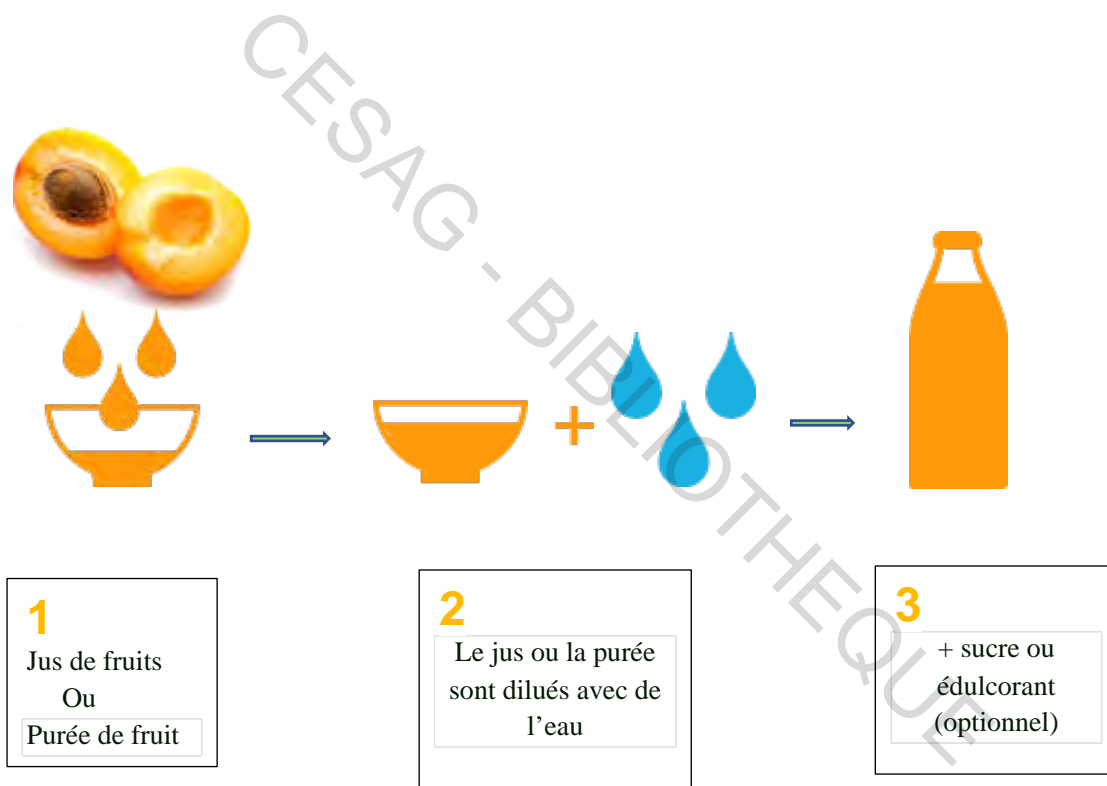 CESAG - BIBLIOTHEQUE
1
Jus de fruits
Ou
Purée de fruit
2
Le jus ou la purée
sont dilués avec de
l’eau
3
+ sucre ou
édulcorant
(optionnel)